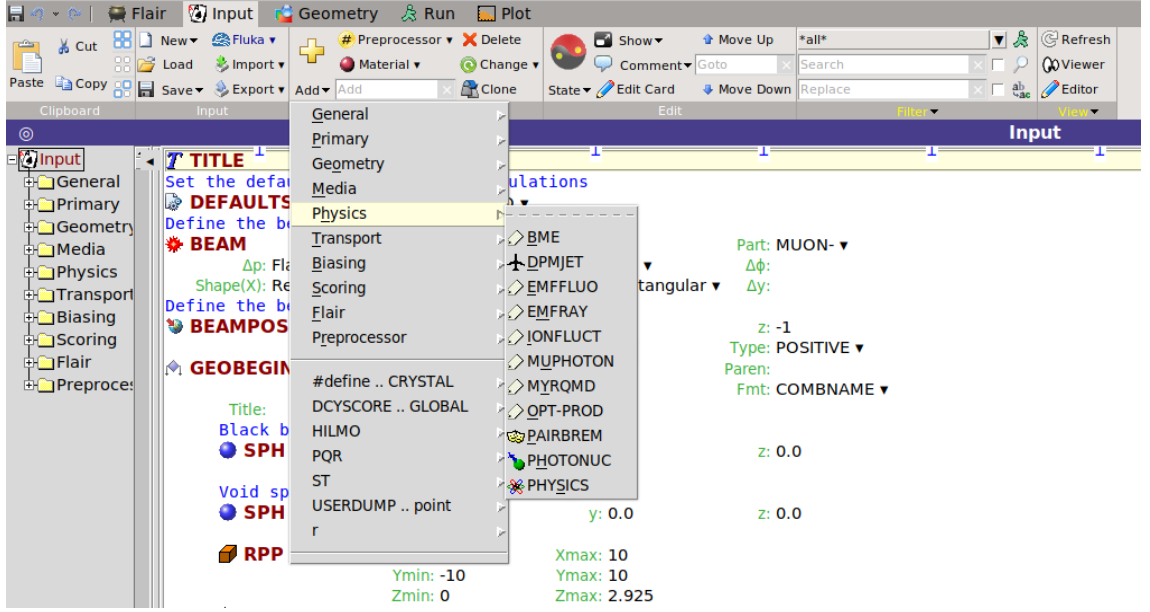 Flair Input Geometry Run Plot
Cut New Fluka Preprocessor Delete Show Move Up *all* Refresh
Load Import Material Change Comment Goto Search Viewer
Paste Copy Save Export Add Add Clone State Edit Card Move Down Replace Editor
Clipboard Input Edit Filter View
Input
Input
General
Primary
Geometry
Media
Physics
Transport
Biasing
Scoring
Flair
Preproces
General
Primary
Geometry
Media
Physics
Transport
Biasing
Scoring
Flair
Preprocessor
#define .. CRYSTAL
DCYSCORE .. GLOBAL
HILMO
PQR
ST
USERDUMP .. point
r
BME
DPMJET
EMFFLUO
EMFRAY
IONFLUCT
MUPHOTON
MYRQMD
OPT-PROD
PAIRBREM
PHOTONUC
PHYSICS
TITLE
Set the defau ulations
DEFAULTS
Define the be
BEAM Part: MUON-
Δp: Fla Δϕ:
Shape(X): Re tangular Δy:
Define the be
BEAMPOS z: -1
Type: POSITIVE
GEOBEGIN Paren:
Fmt: COMBNAME
Title:
Black b
SPH z: 0.0
Void sp
SPH y: 0.0 z: 0.0
RPP Xmax: 10
Ymin: -10 Ymax: 10
Zmin: 0 Zmax: 2.925